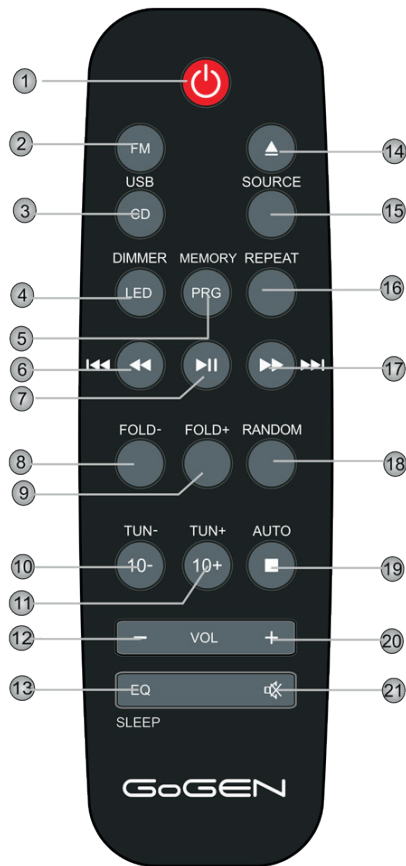 1
2 FM 14
USB SOURCE
3 CD 15
DIMMER MEMORY REPEAT
4 LED PRG 16
5
6 17
7
FOLD- FOLD+ RANDOM
8 18
9
TUN- TUN+ AUTO
10 10- 10+ 19
11
12 - VOL + 20
13 EQ 21
SLEEP
GoGEN